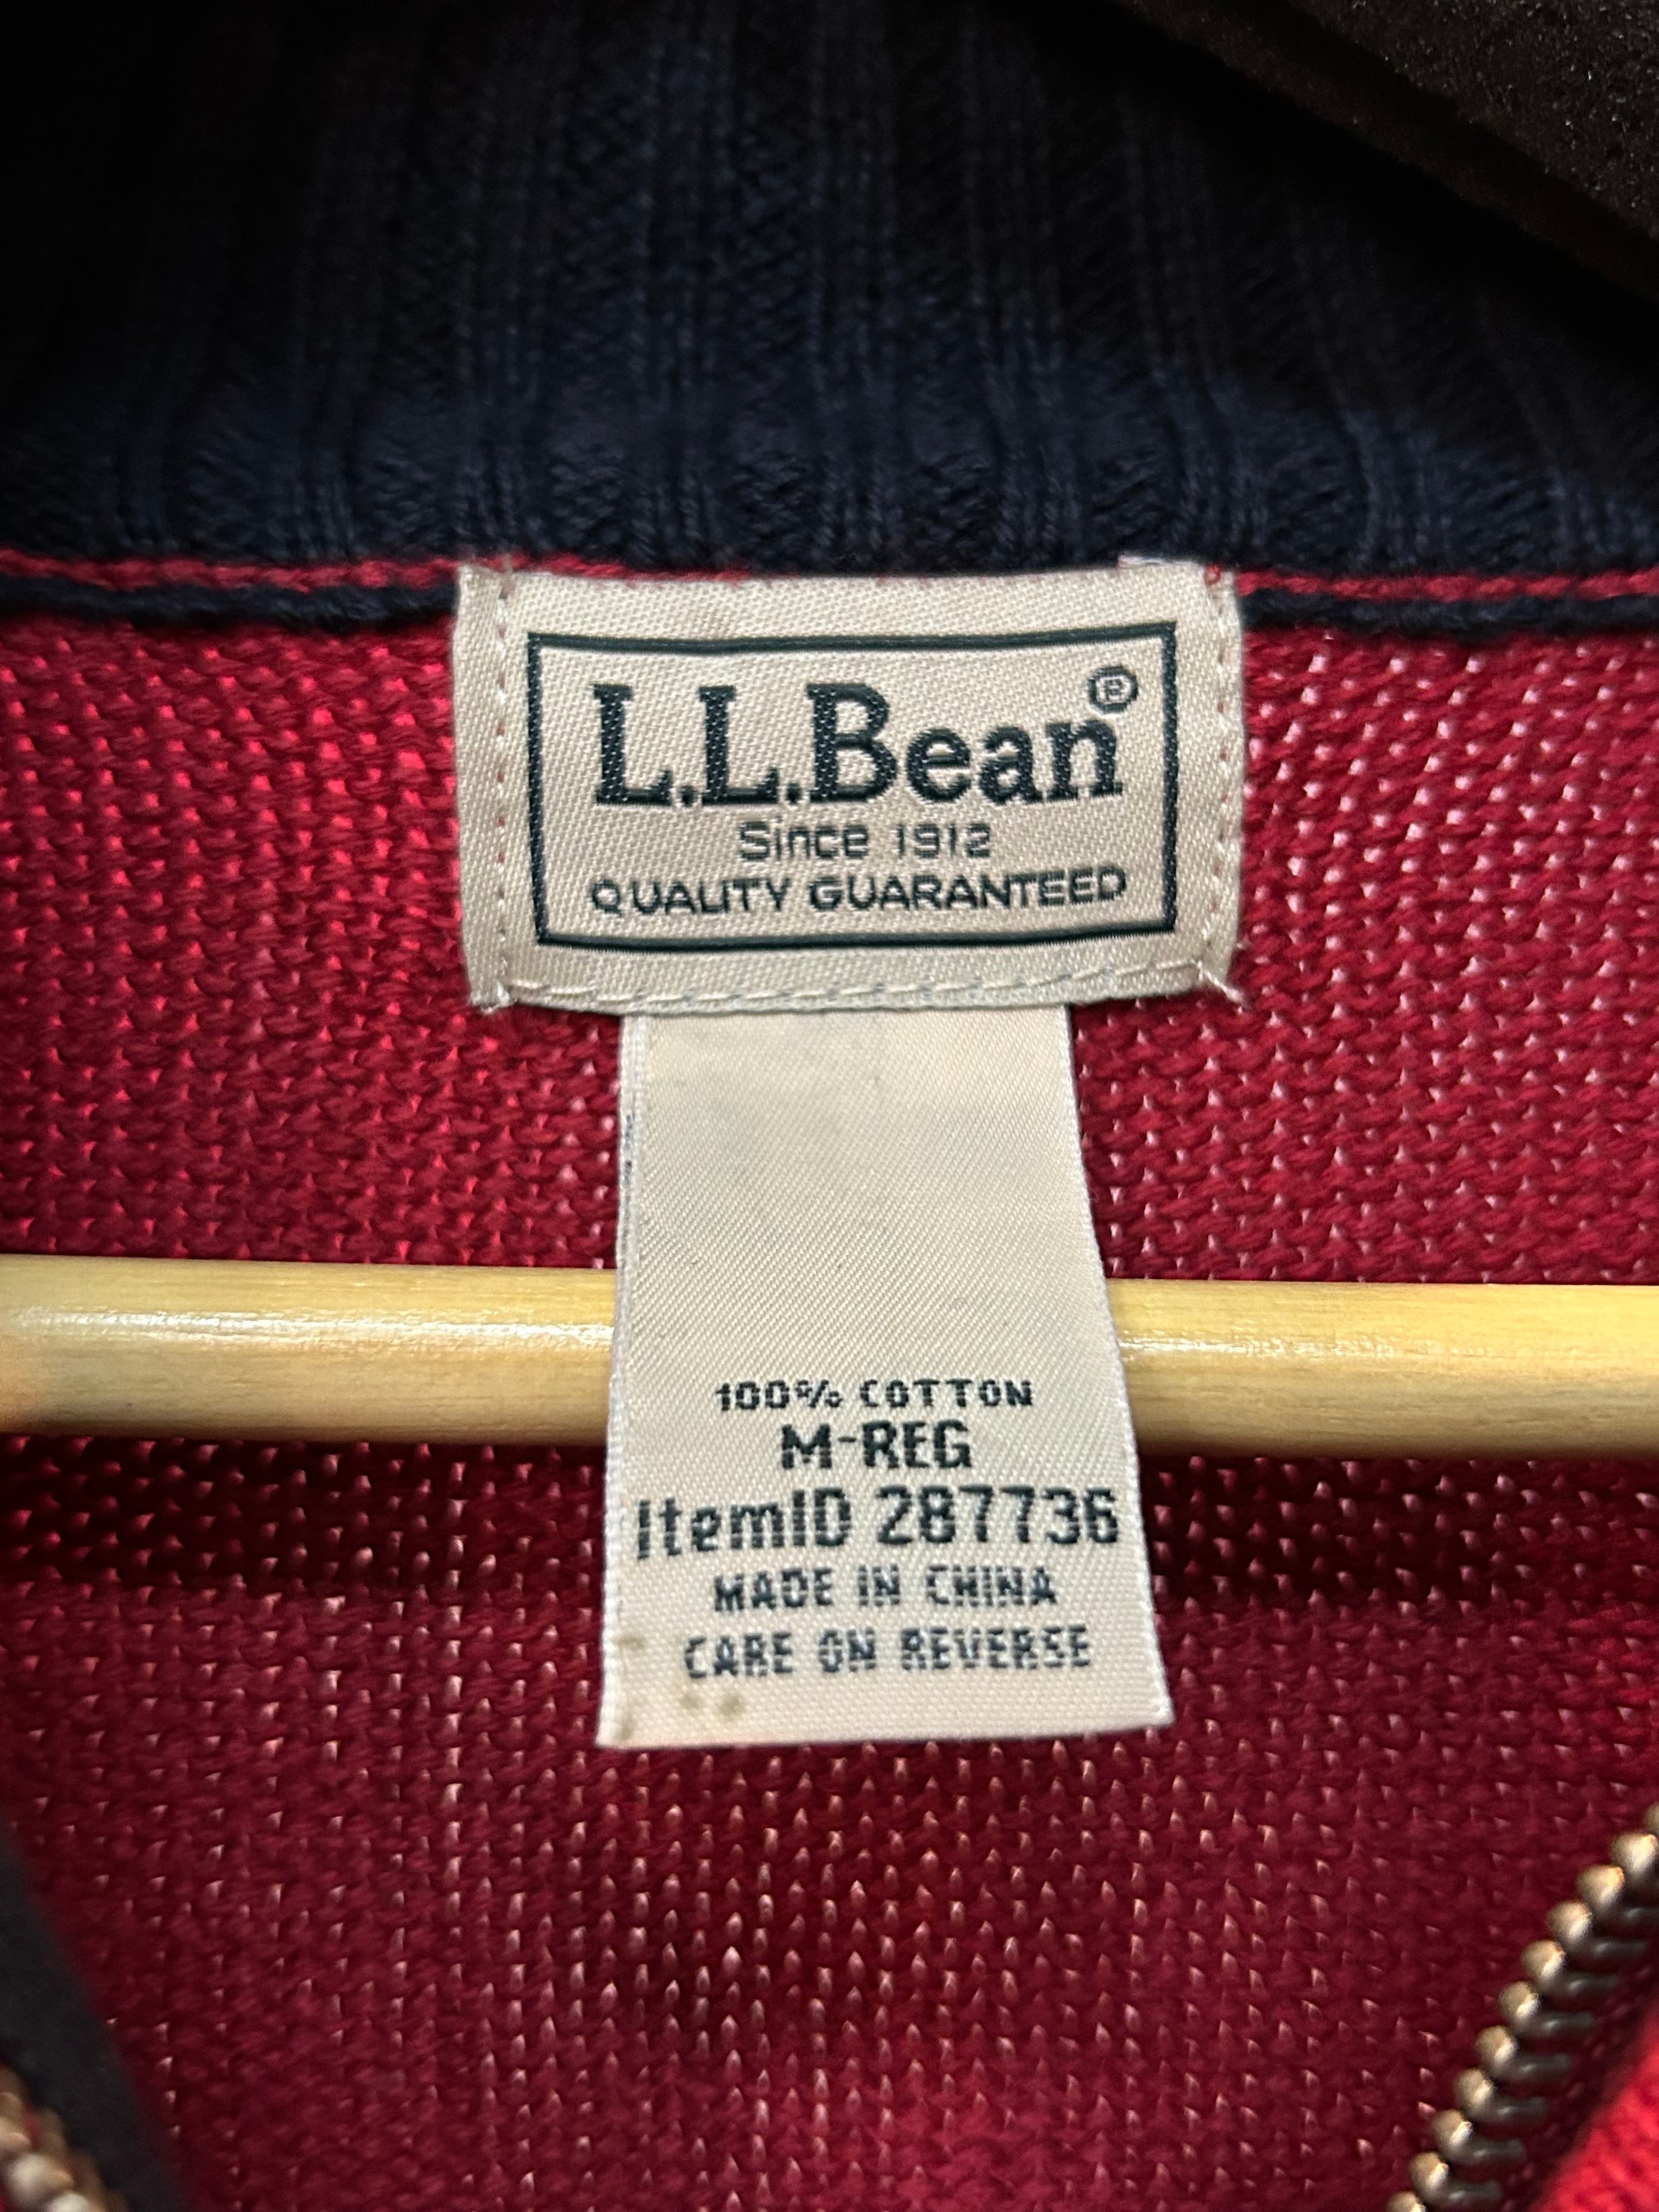 L.L.Bean®
Since 1912
QUALITY GUARANTEED
100% COTTON
M-REG
ItemID 287736
MADE IN CHINA
CARE ON REVERSE